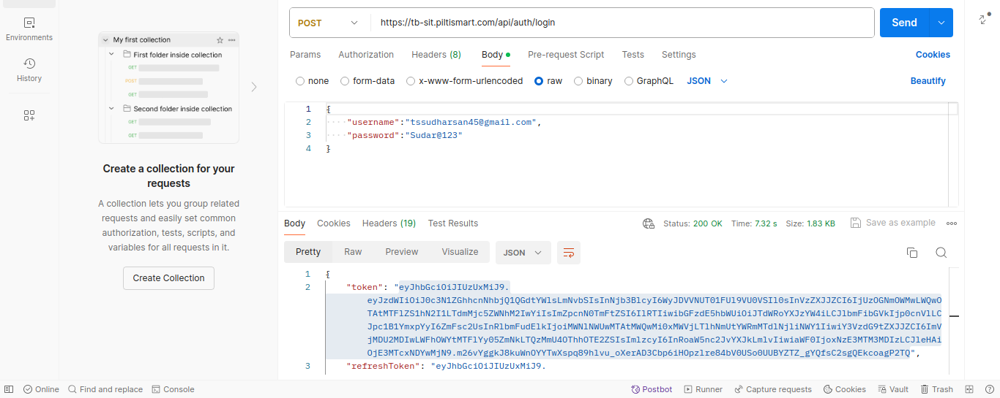 Environments
History
My first collection
First folder inside collection
GET
POST
GET
Second folder inside collection
GET
GET
Create a collection for your
requests
A collection lets you group related
requests and easily set common
authorization, tests, scripts, and
variables for all requests in it.
Create Collection
POST
https://tb-sit.piltismart.com/api/auth/login
Send
Params Authorization Headers (8) Body Pre-request Script Tests Settings Cookies
none form-data x-www-form-urlencoded raw binary GraphQL JSON Beautify
1 {
2 "username":"tssudharsan45@gmail.com",
3 "password":"Sudar@123"
4 }
Body Cookies Headers (19) Test Results Status: 200 OK Time: 7.32 s Size: 1.83 KB Save as example
Pretty Raw Preview Visualize JSON
1 {
2 "token": "eyJhbGciOiJIUzUxMiJ9.
3 "refreshToken": "eyJhbGciOiJIUzUxMiJ9.
Online Find and replace Console Postbot Runner Capture requests Cookies Vault Trash